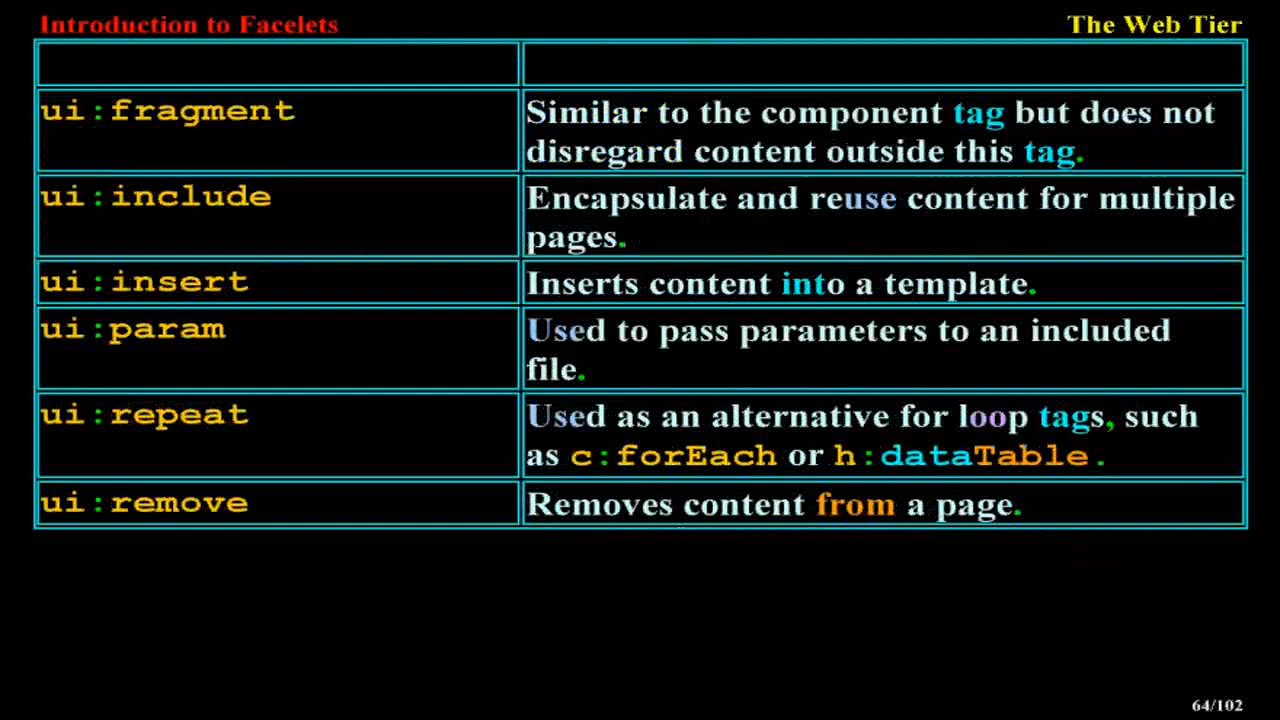 Introduction to Facelets
The Web Tier
ui:fragment
Similar to the component tag but does not
disregard content outside this tag.
ui:include
Encapsulate and reuse content for multiple
pages.
ui:insert
Inserts content into a template.
ui:param
Used to pass parameters to an included
file.
ui:repeat
Used as an alternative for loop tags, such
as c:forEach or h:dataTable.
ui:remove
Removes content from a page.
64/102